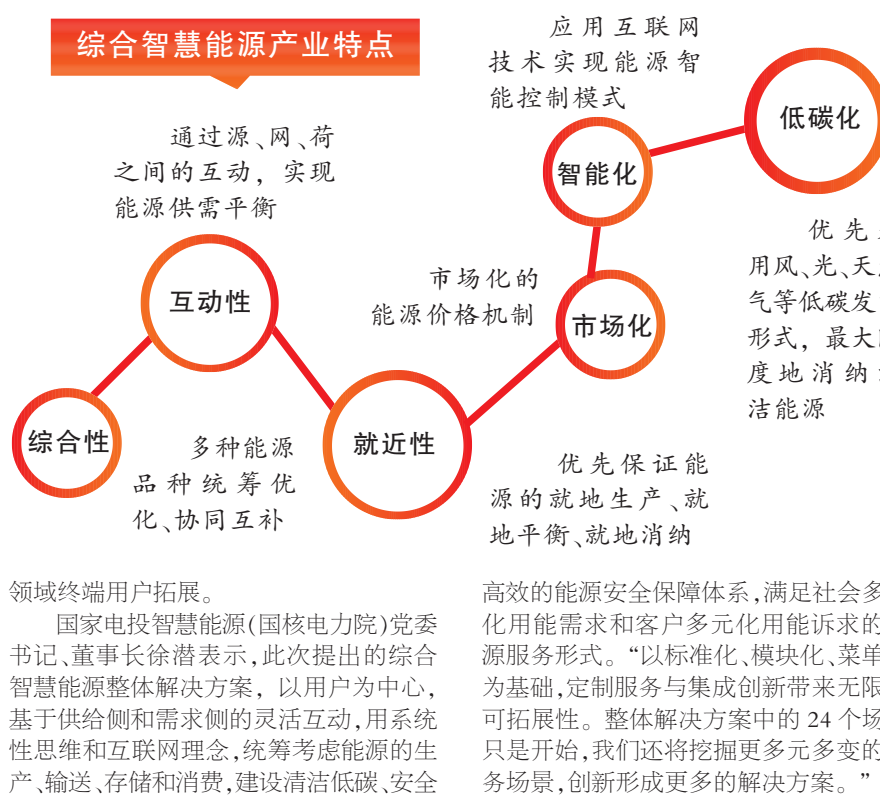 综合智慧能源产业特点
应用互联网
技术实现能源智
能控制模式
低碳化
通过源、网、荷
之间的互动，实现
能源供需平衡
智能化
优先
用风、光、天
气等低碳发
形式，最大
度地消纳
洁能源
互动性
市场化的
能源价格机制
市场化
综合性
多种能源
品种统筹优
化、协同互补
就近性
优先保证能
源的就地生产、就
地平衡、就地消纳
领域终端用户拓展。
国家电投智慧能源(国核电力院)党委
书记、董事长徐潜表示,此次提出的综合
智慧能源整体解决方案，以用户为中心,
基于供给侧和需求侧的灵活互动,用系统
性思维和互联网理念,统筹考虑能源的生
产、输送、存储和消费,建设清洁低碳、安全
高效的能源安全保障体系,满足社会多
化用能需求和客户多元化用能诉求的
源服务形式。“以标准化、模块化、菜单
为基础,定制服务与集成创新带来无限
可拓展性。整体解决方案中的 24 个场
只是开始,我们还将挖掘更多元多变的
务场景,创新形成更多的解决方案。”